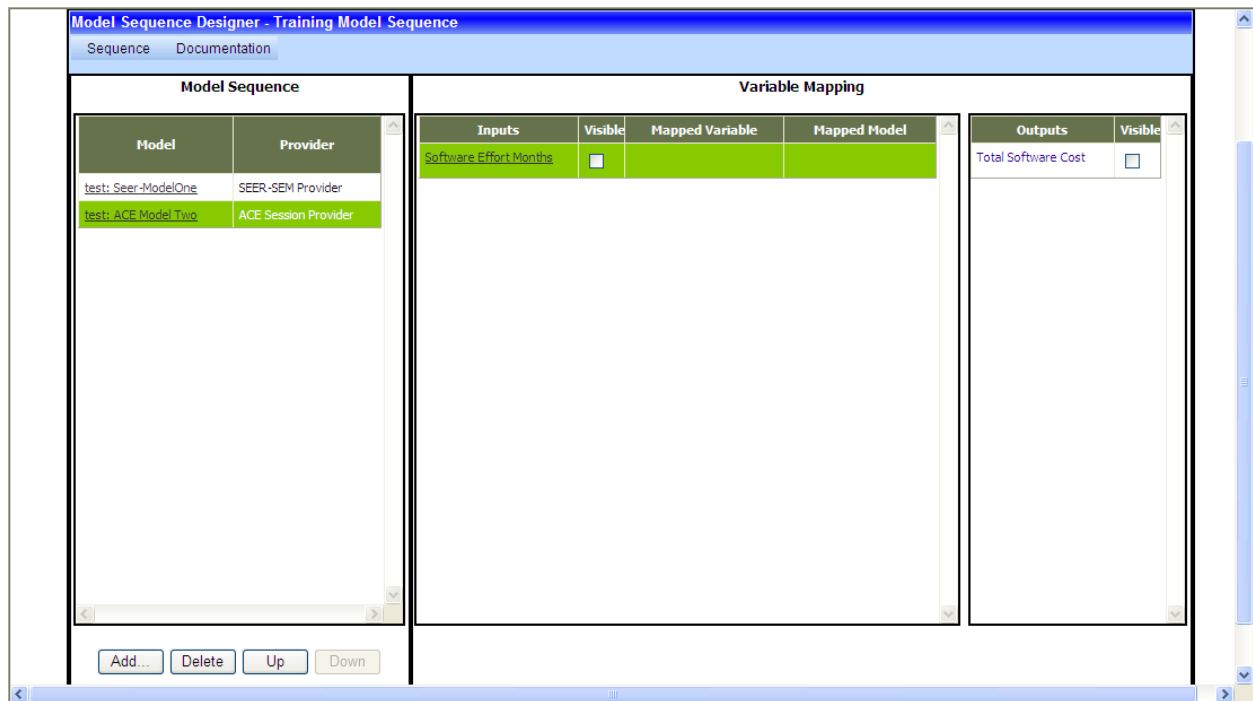 Model Sequence Designer - Training Model Sequence
Sequence Documentation
Model Sequence
Variable Mapping
Model Provider
test: Seer-ModelOne SEER-SEM Provider
test: ACE Model Two ACE Session Provider
Inputs Visible Mapped Variable Mapped Model
Software Effort Months
Outputs Visible
Total Software Cost
Add... Delete Up Down